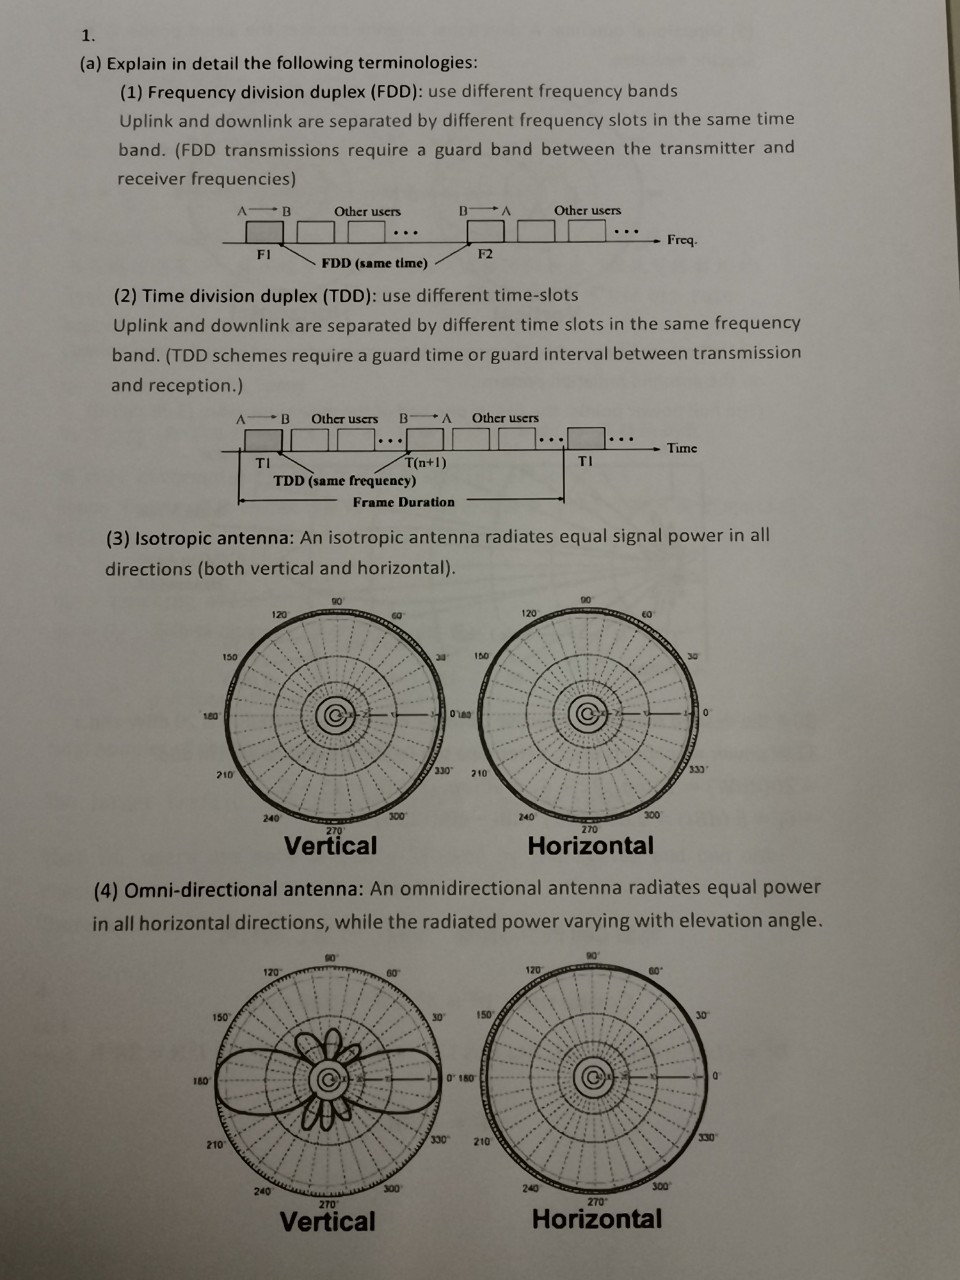 1.
(a) Explain in detail the following terminologies:
(1) Frequency division duplex (FDD): use different frequency bands
Uplink and downlink are separated by different frequency slots in the same time
band. (FDD transmissions require a guard band between the transmitter and
receiver frequencies)
A → B Other users B → A Other users
... ... Freq.
F1 F2
FDD (same time)
(2) Time division duplex (TDD): use different time-slots
Uplink and downlink are separated by different time slots in the same frequency
band. (TDD schemes require a guard time or guard interval between transmission
and reception.)
A → B Other users B → A Other users
... ... ... Time
T1 T(n+1) T1
TDD (same frequency)
Frame Duration
(3) Isotropic antenna: An isotropic antenna radiates equal signal power in all
directions (both vertical and horizontal).
90° 90°
120° 60° 120° 60°
150° 30° 150° 30°
180° 0° 180° 0°
210° 330° 210° 330°
240° 300° 240° 300°
270° 270°
Vertical Horizontal
(4) Omni-directional antenna: An omnidirectional antenna radiates equal power
in all horizontal directions, while the radiated power varying with elevation angle.
90° 90°
120° 60° 120° 60°
150° 30° 150° 30°
180° 0° 180° 0°
210° 330° 210° 330°
240° 300° 240° 300°
270° 270°
Vertical Horizontal